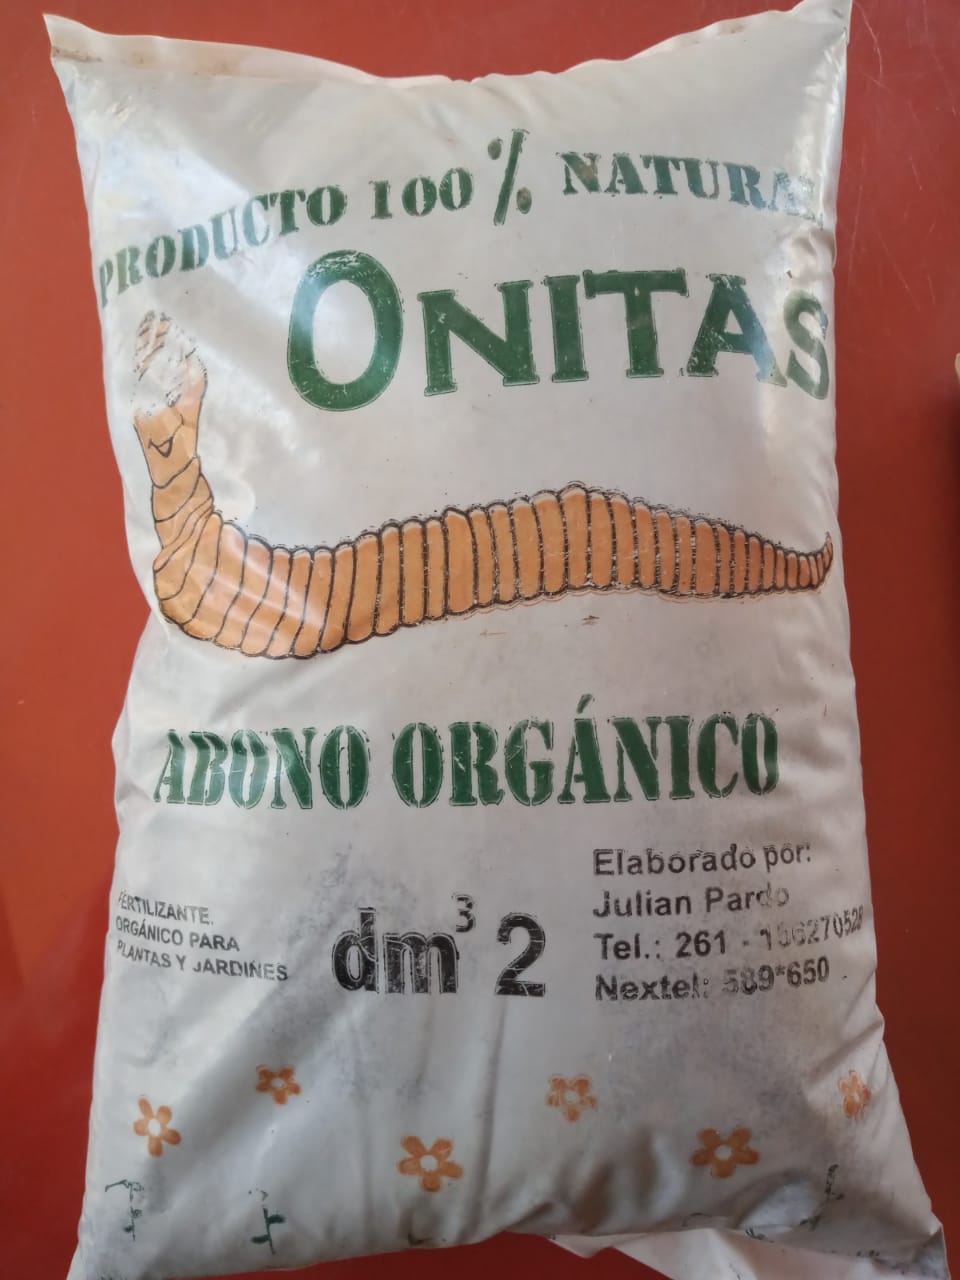 PRODUCTO 100% NATURAL
ONITAS
ABONO ORGÁNICO
FERTILIZANTE.
ORGÁNICO PARA
PLANTAS Y JARDINES
dm³ 2
Elaborado por:
Julian Pardo
Tel.: 261 - 156270528
Nextel: 589*650